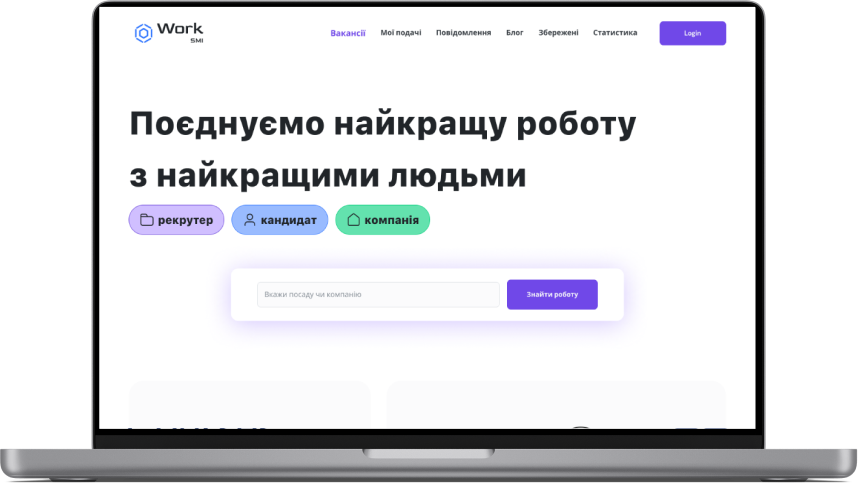 Work
SMI
Вакансії Мої подачі Повідомлення Блог Збережені Статистика Login
Поєднуємо найкращу роботу
з найкращими людьми
рекрутер кандидат компанія
Вкажи посаду чи компанію Знайти роботу